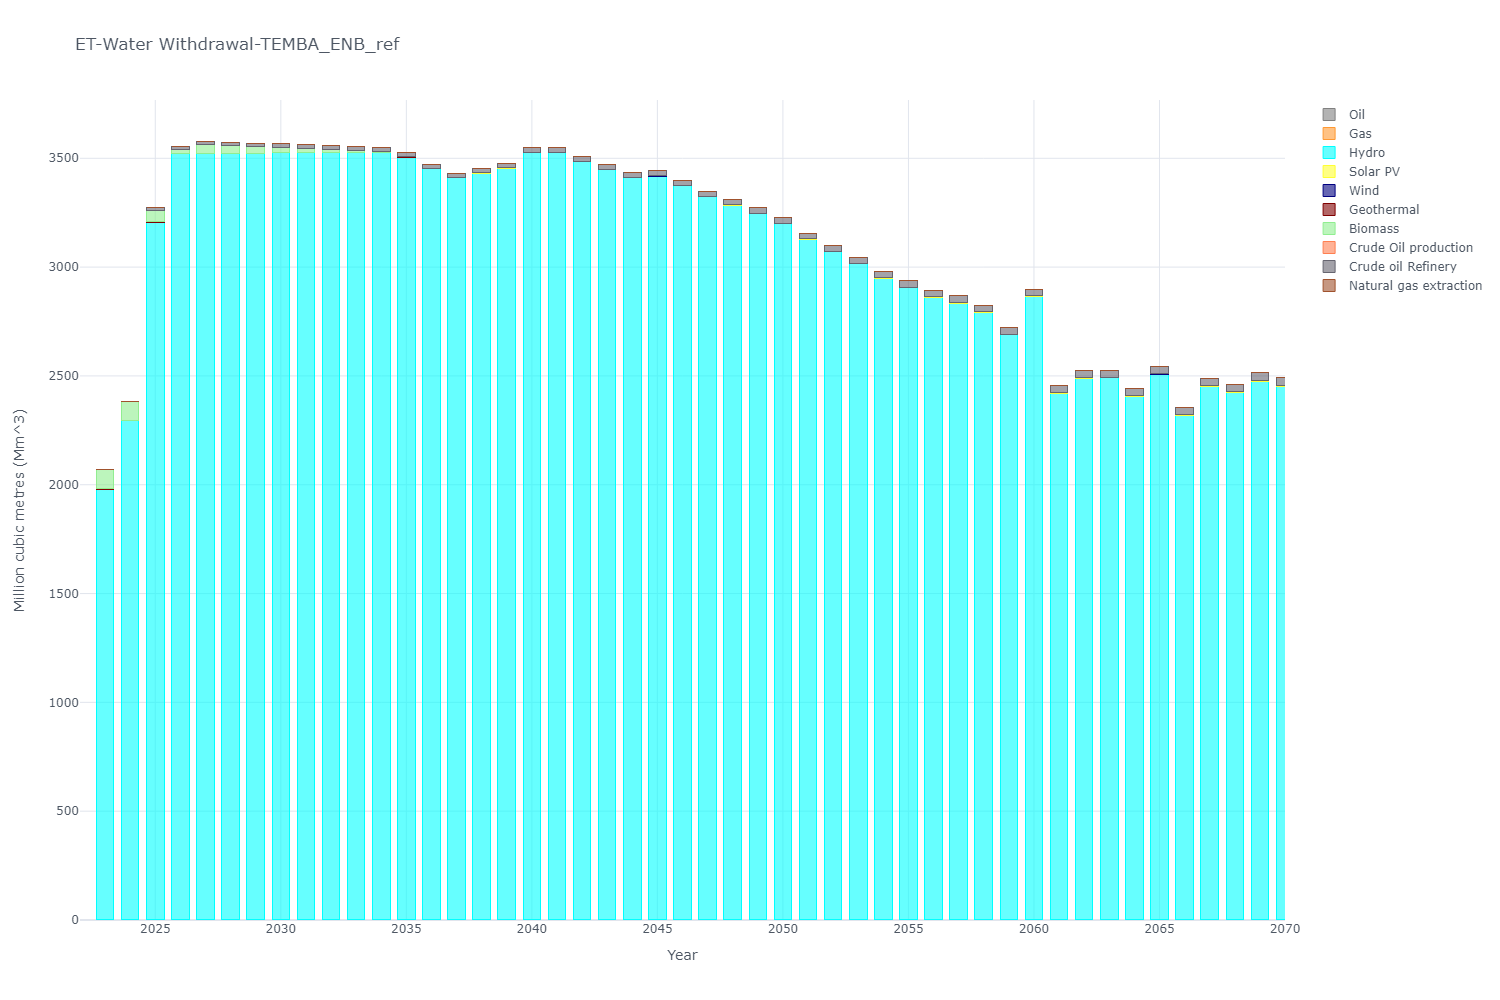 ET-Water Withdrawal-TEMBA_ENB_ref
Oil
Gas
Hydro
Solar PV
Wind
Geothermal
Biomass
Crude Oil production
Crude oil Refinery
Natural gas extraction
Million cubic metres (Mm^3)
3500
3000
2500
2000
1500
1000
500
0
2025 2030 2035 2040 2045 2050 2055 2060 2065 2070
Year